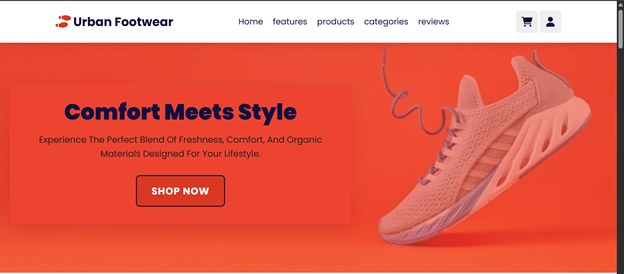 Urban Footwear
Home features products categories reviews
Comfort Meets Style
Experience The Perfect Blend Of Freshness, Comfort, And Organic
Materials Designed For Your Lifestyle.
SHOP NOW